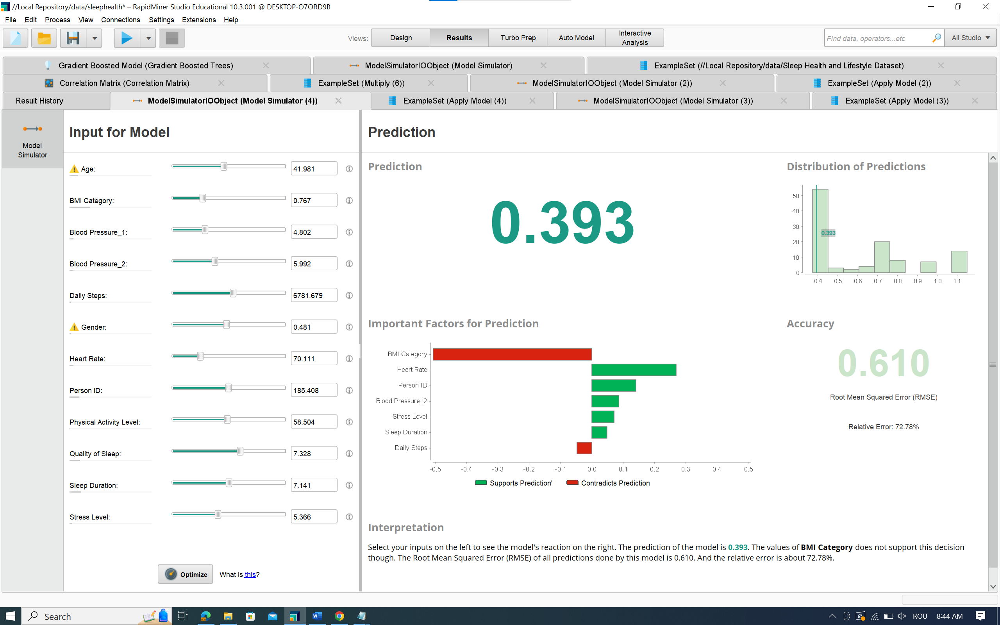 //Local Repository/data/sleephealth* – RapidMiner Studio Educational 10.3.001 @ DESKTOP-O7ORD9B
File Edit Process View Connections Settings Extensions Help
Views: Design Results Turbo Prep Auto Model Interactive Analysis
Find data, operators...etc All Studio
Gradient Boosted Model (Gradient Boosted Trees) ModelSimulatorIOObject (Model Simulator) ExampleSet (//Local Repository/data/Sleep Health and Lifestyle Dataset)
Correlation Matrix (Correlation Matrix) ExampleSet (Multiply (6)) ModelSimulatorIOObject (Model Simulator (2)) ExampleSet (Apply Model (2))
Result History ModelSimulatorIOObject (Model Simulator (4)) ExampleSet (Apply Model (4)) ModelSimulatorIOObject (Model Simulator (3)) ExampleSet (Apply Model (3))
Model
Simulator
Input for Model
Age: 41.981
BMI Category: 0.767
Blood Pressure_1: 4.802
Blood Pressure_2: 5.992
Daily Steps: 6781.679
Gender: 0.481
Heart Rate: 70.111
Person ID: 185.408
Physical Activity Level: 58.504
Quality of Sleep: 7.328
Sleep Duration: 7.141
Stress Level: 5.366
Optimize What is this?
Prediction
Prediction
0.393
Distribution of Predictions
50
40
30
20
10
0
0.393
0.4 0.5 0.6 0.7 0.8 0.9 1.0 1.1
Important Factors for Prediction
BMI Category
Heart Rate
Person ID
Blood Pressure_2
Stress Level
Sleep Duration
Daily Steps
-0.5 -0.4 -0.3 -0.2 -0.1 0.0 0.1 0.2 0.3 0.4 0.5
Supports Prediction' Contradicts Prediction
Accuracy
0.610
Root Mean Squared Error (RMSE)
Relative Error: 72.78%
Interpretation
Select your inputs on the left to see the model's reaction on the right. The prediction of the model is 0.393. The values of BMI Category does not support this decision
though. The Root Mean Squared Error (RMSE) of all predictions done by this model is 0.610. And the relative error is about 72.78%.
Search
ROU 8:44 AM